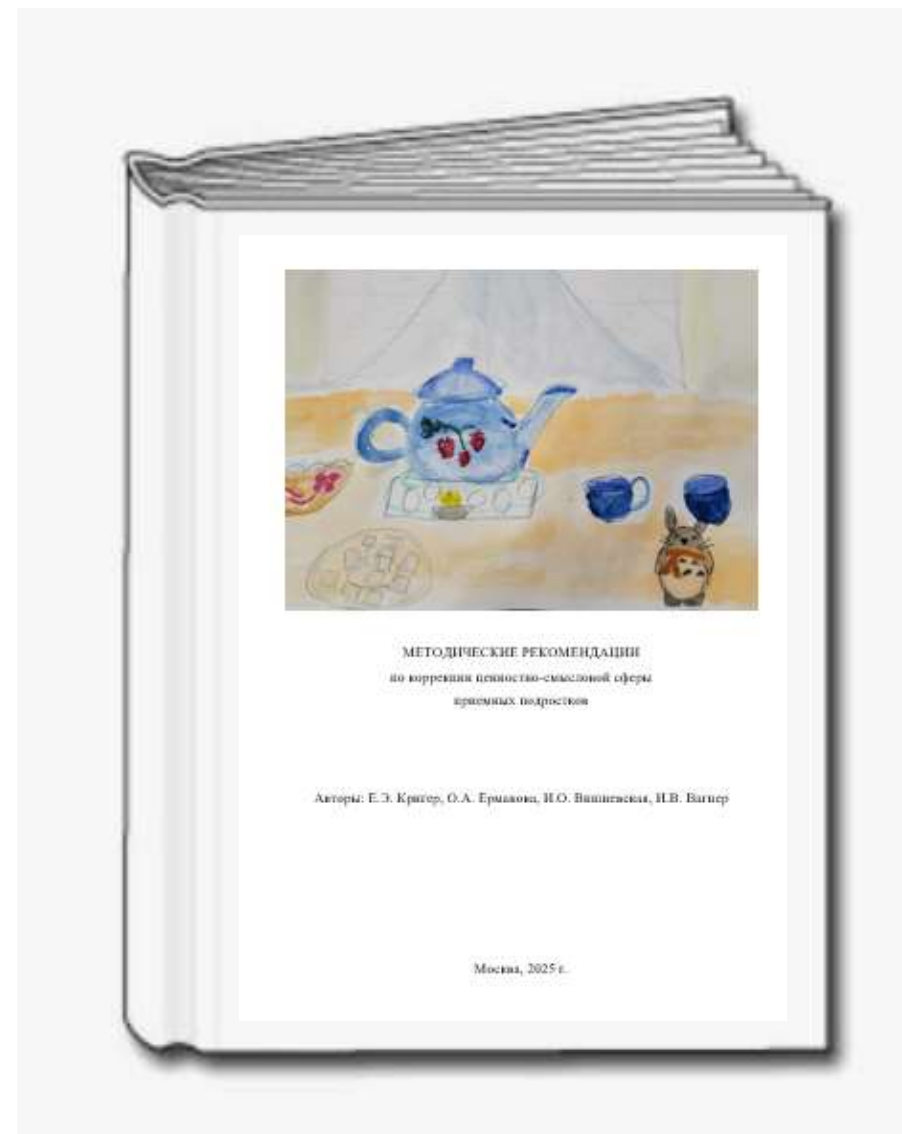 МЕТОДИЧЕСКИЕ РЕКОМЕНДАЦИИ
по коррекции ценностно-смысловой сферы
приемных подростков
Авторы: Е.Э. Кригер, О.А. Ермакова, И.О. Вишневская, И.В. Вагнер
Москва, 2025 г.